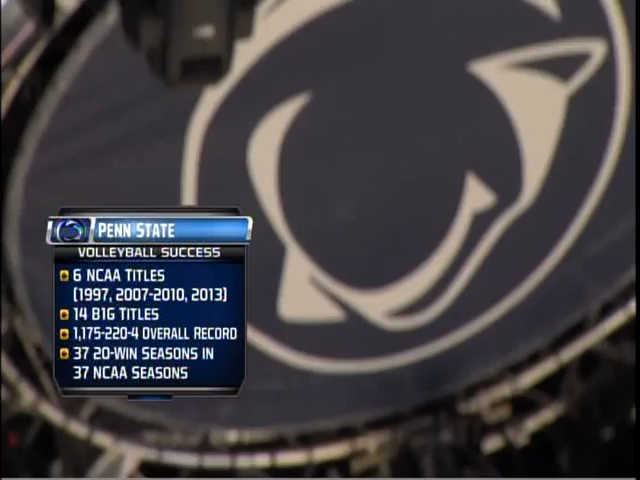 PENN STATE
VOLLEYBALL SUCCESS
6 NCAA TITLES
(1997, 2007-2010, 2013)
14 B1G TITLES
1,175-220-4 OVERALL RECORD
37 20-WIN SEASONS IN
37 NCAA SEASONS